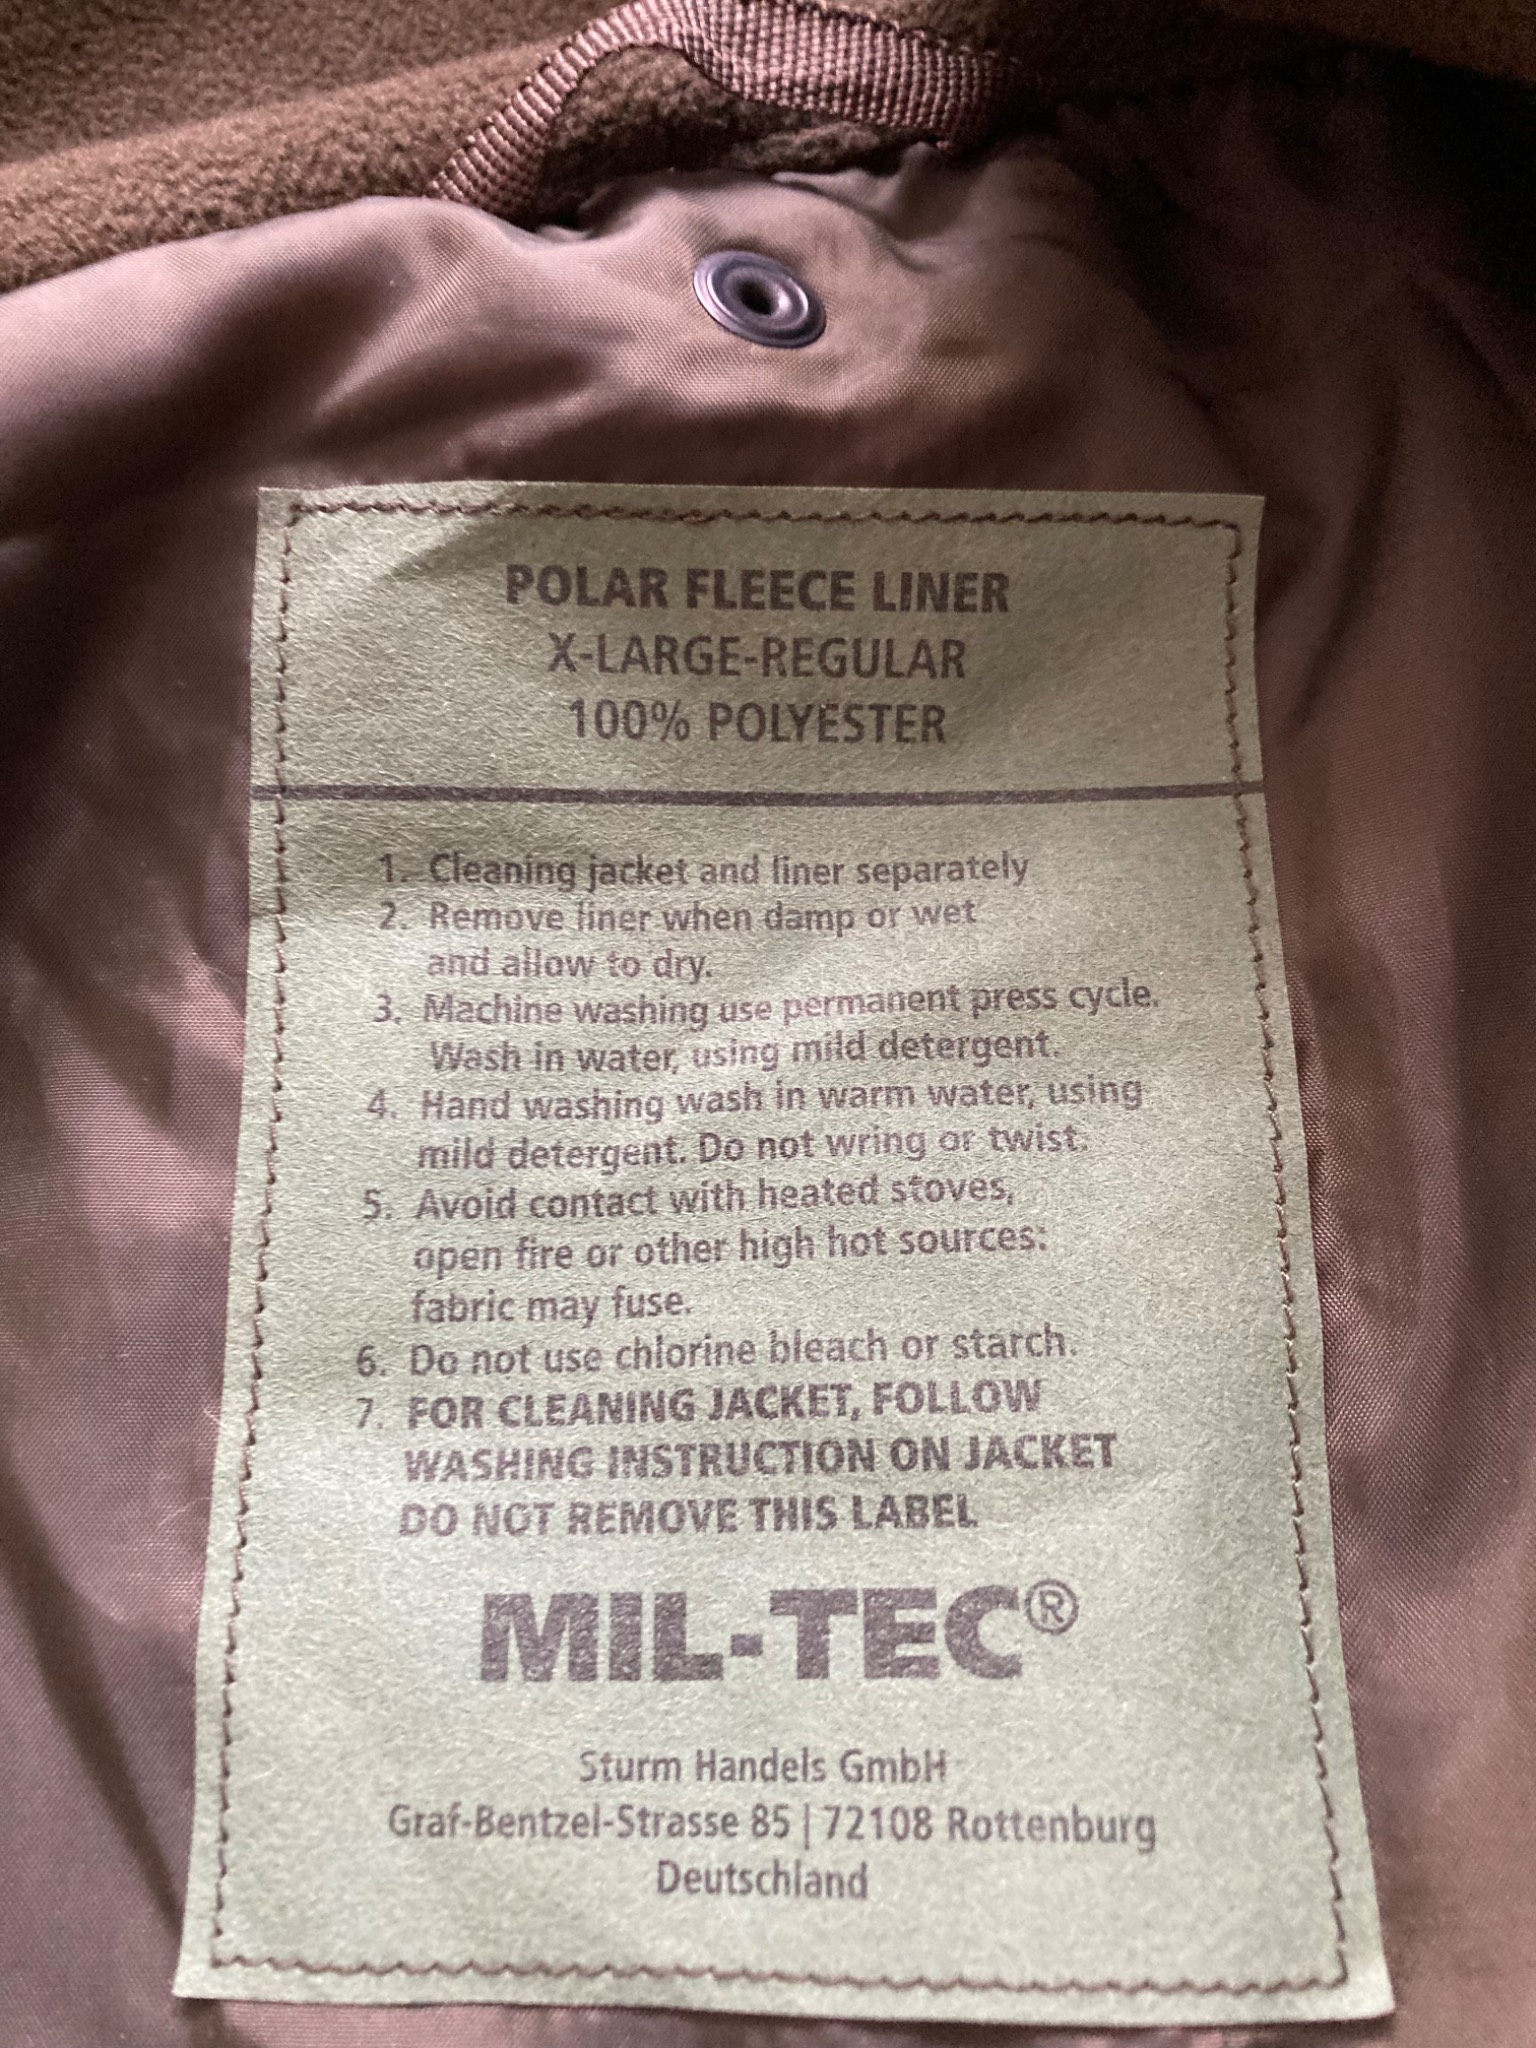 POLAR FLEECE LINER
X-LARGE-REGULAR
100% POLYESTER
1. Cleaning jacket and liner separately
2. Remove liner when damp or wet
and allow to dry.
3. Machine washing use permanent press cycle.
Wash in water, using mild detergent.
4. Hand washing wash in warm water, using
mild detergent. Do not wring or twist.
5. Avoid contact with heated stoves,
open fire or other high hot sources:
fabric may fuse.
6. Do not use chlorine bleach or starch.
7. FOR CLEANING JACKET, FOLLOW
WASHING INSTRUCTION ON JACKET
DO NOT REMOVE THIS LABEL
MIL-TEC®
Sturm Handels GmbH
Graf-Bentzel-Strasse 85 | 72108 Rottenburg
Deutschland